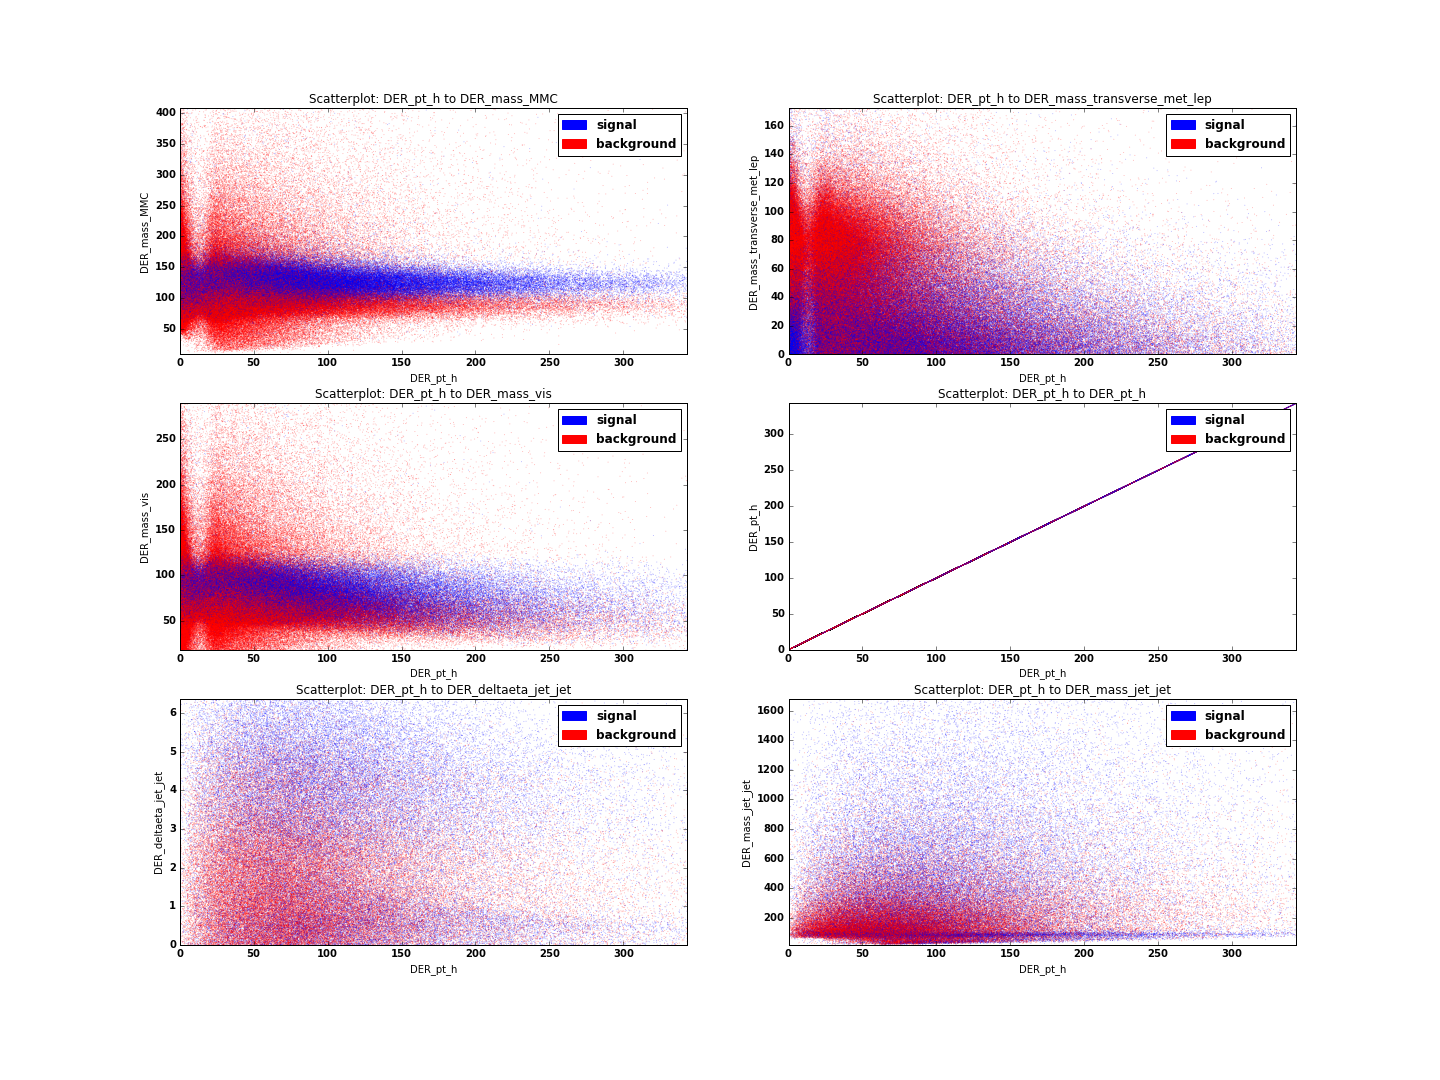 Scatterplot: DER_pt_h to DER_mass_MMC
400
350
300
250
200
150
100
50
DER_mass_MMC
signal
background
0 50 100 150 200 250 300
DER_pt_h
Scatterplot: DER_pt_h to DER_mass_transverse_met_lep
160
140
120
100
80
60
40
20
0
DER_mass_transverse_met_lep
signal
background
0 50 100 150 200 250 300
DER_pt_h
Scatterplot: DER_pt_h to DER_mass_vis
250
200
150
100
50
DER_mass_vis
signal
background
0 50 100 150 200 250 300
DER_pt_h
Scatterplot: DER_pt_h to DER_pt_h
300
250
200
150
100
50
0
DER_pt_h
signal
background
0 50 100 150 200 250 300
DER_pt_h
Scatterplot: DER_pt_h to DER_deltaeta_jet_jet
6
5
4
3
2
1
0
DER_deltaeta_jet_jet
signal
background
0 50 100 150 200 250 300
DER_pt_h
Scatterplot: DER_pt_h to DER_mass_jet_jet
1600
1400
1200
1000
800
600
400
200
DER_mass_jet_jet
signal
background
0 50 100 150 200 250 300
DER_pt_h